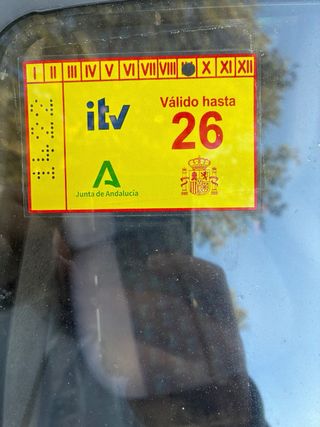 I II III IV V VI VII VIII X XI XII
itv
Válido hasta
26
Junta de Andalucía